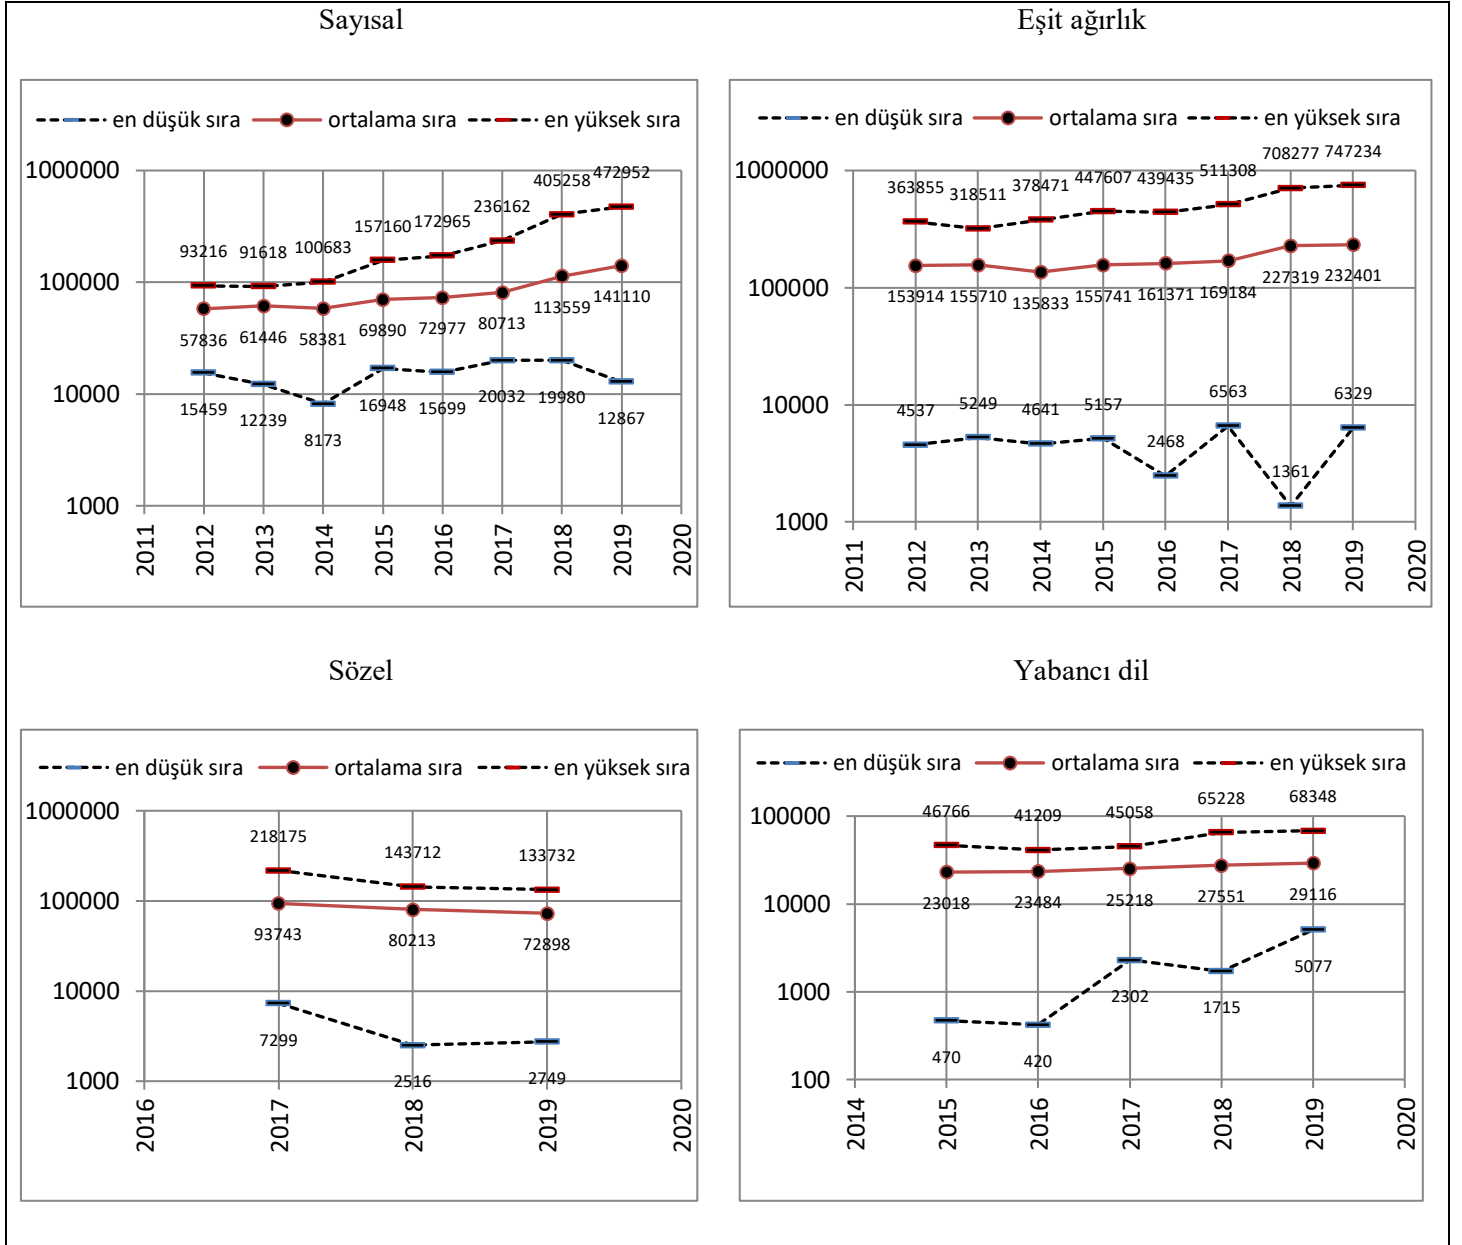 Sayısal
en düşük sıra ortalama sıra en yüksek sıra
1000000
100000
10000
1000
93216 91618 100683 157160 172965 236162 405258 472952
57836 61446 58381 69890 72977 80713 113559 141110
15459 12239 8173 16948 15699 20032 19980 12867
2011 2012 2013 2014 2015 2016 2017 2018 2019 2020
Eşit ağırlık
en düşük sıra ortalama sıra en yüksek sıra
1000000
100000
10000
1000
363855 318511 378471 447607 439435 511308 708277 747234
153914 155710 135833 155741 161371 169184 227319 232401
4537 5249 4641 5157 2468 6563 1361 6329
2011 2012 2013 2014 2015 2016 2017 2018 2019 2020
Sözel
en düşük sıra ortalama sıra en yüksek sıra
1000000
100000
10000
1000
218175 143712 133732
93743 80213 72898
7299 2516 2749
2016 2017 2018 2019 2020
Yabancı dil
en düşük sıra ortalama sıra en yüksek sıra
100000
10000
1000
100
46766 41209 45058 65228 68348
23018 23484 25218 27551 29116
470 420 2302 1715 5077
2014 2015 2016 2017 2018 2019 2020